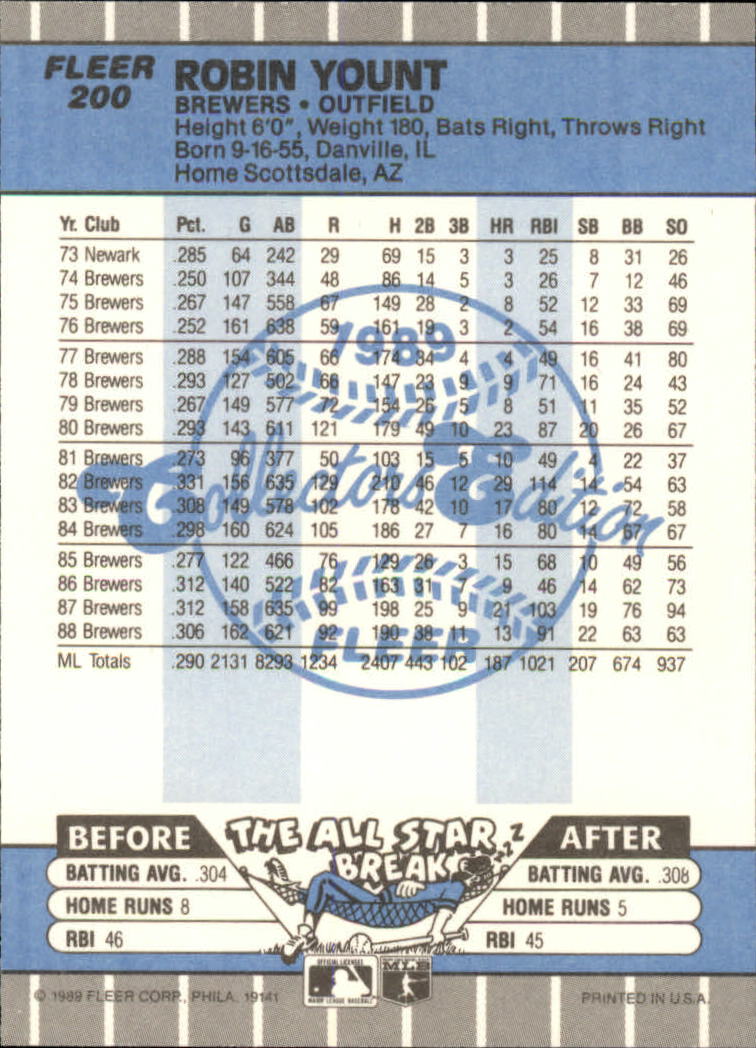 FLEER
200
ROBIN YOUNT
BREWERS • OUTFIELD
Height 6'0", Weight 180, Bats Right, Throws Right
Born 9-16-55, Danville, IL
Home Scottsdale, AZ
Yr. Club Pct. G AB R H 2B 3B HR RBI SB BB SO
73 Newark .285 64 242 29 69 15 3 3 25 8 31 26
74 Brewers .250 107 344 48 86 14 5 3 26 7 12 46
75 Brewers .267 147 558 67 149 28 2 8 52 12 33 69
76 Brewers .252 161 638 59 161 19 3 2 54 16 38 69
77 Brewers .288 154 605 66 174 34 4 4 49 16 41 80
78 Brewers .293 127 502 66 147 23 9 9 71 16 24 43
79 Brewers .267 149 577 72 154 26 5 8 51 11 35 52
80 Brewers .293 143 611 121 179 49 10 23 87 20 26 67
81 Brewers .273 96 377 50 103 15 5 10 49 4 22 37
82 Brewers .331 156 635 129 210 46 12 29 114 14 54 63
83 Brewers .308 149 578 102 178 42 10 17 80 12 72 58
84 Brewers .298 160 624 105 186 27 7 16 80 14 67 67
85 Brewers .277 122 466 76 129 26 3 15 68 10 49 56
86 Brewers .312 140 522 82 163 31 7 9 46 14 62 73
87 Brewers .312 158 635 99 198 25 9 21 103 19 76 94
88 Brewers .306 162 621 92 190 38 11 13 91 22 63 63
ML Totals .290 2131 8293 1234 2407 443 102 187 1021 207 674 937
1989
Collectors Edition
FLEER
BEFORE THE ALL STAR BREAK AFTER
ZZZ
BATTING AVG. .304 BATTING AVG. .308
HOME RUNS 8 HOME RUNS 5
RBI 46 RBI 45
OFFICIAL LICENSEE
MAJOR LEAGUE BASEBALL
MLB
© 1989 FLEER CORP., PHILA. 19141 PRINTED IN U.S.A.